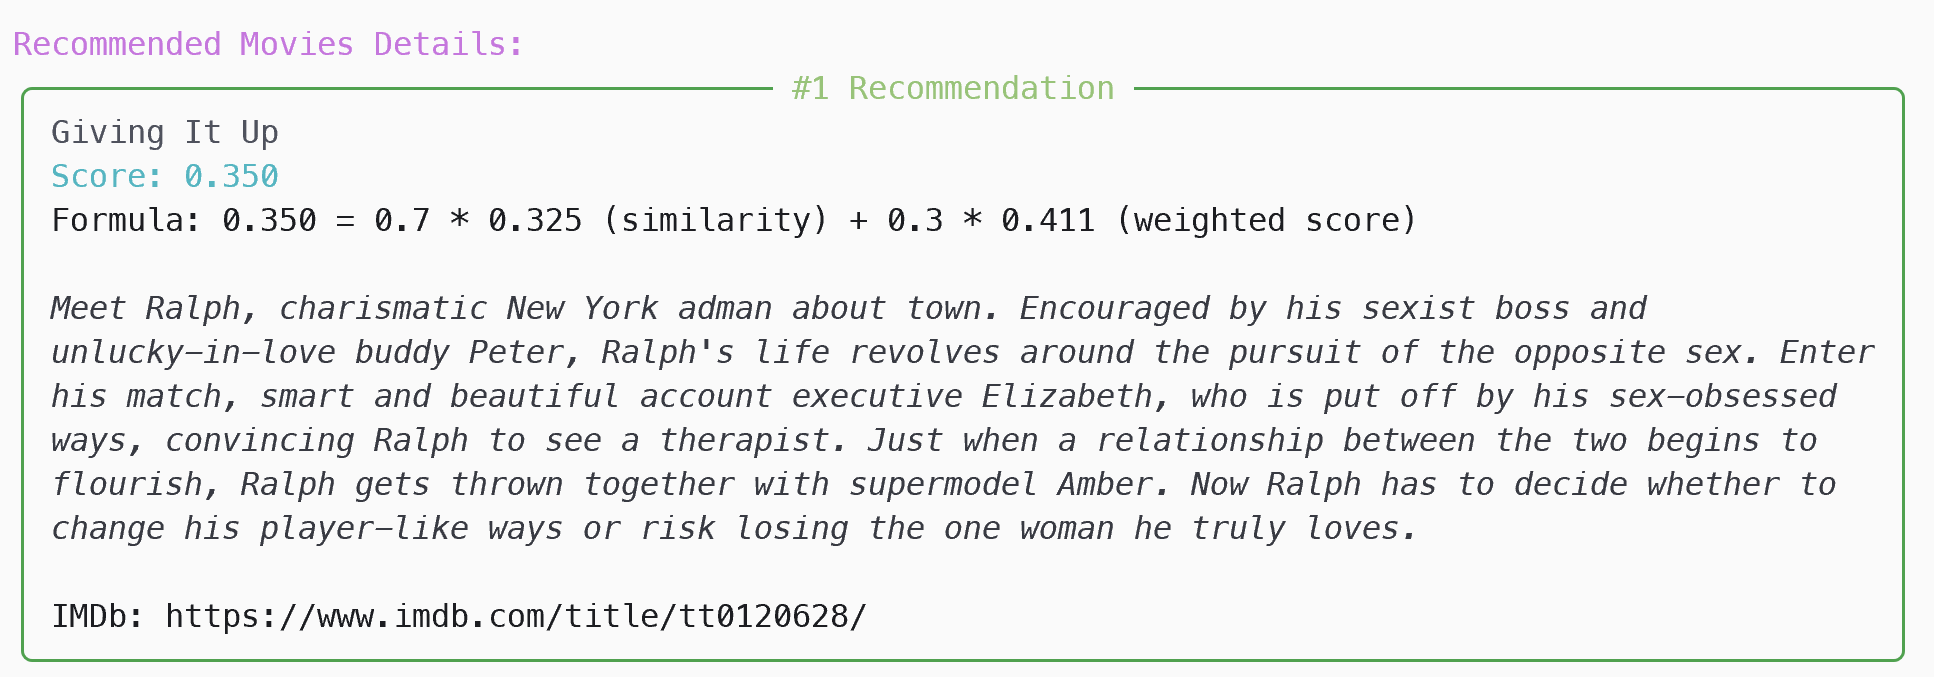 Recommended Movies Details:
#1 Recommendation
Giving It Up
Score: 0.350
Formula: 0.350 = 0.7 * 0.325 (similarity) + 0.3 * 0.411 (weighted score)
Meet Ralph, charismatic New York adman about town. Encouraged by his sexist boss and
unlucky-in-love buddy Peter, Ralph's life revolves around the pursuit of the opposite sex. Enter
his match, smart and beautiful account executive Elizabeth, who is put off by his sex-obsessed
ways, convincing Ralph to see a therapist. Just when a relationship between the two begins to
flourish, Ralph gets thrown together with supermodel Amber. Now Ralph has to decide whether to
change his player-like ways or risk losing the one woman he truly loves.
IMDb: https://www.imdb.com/title/tt0120628/